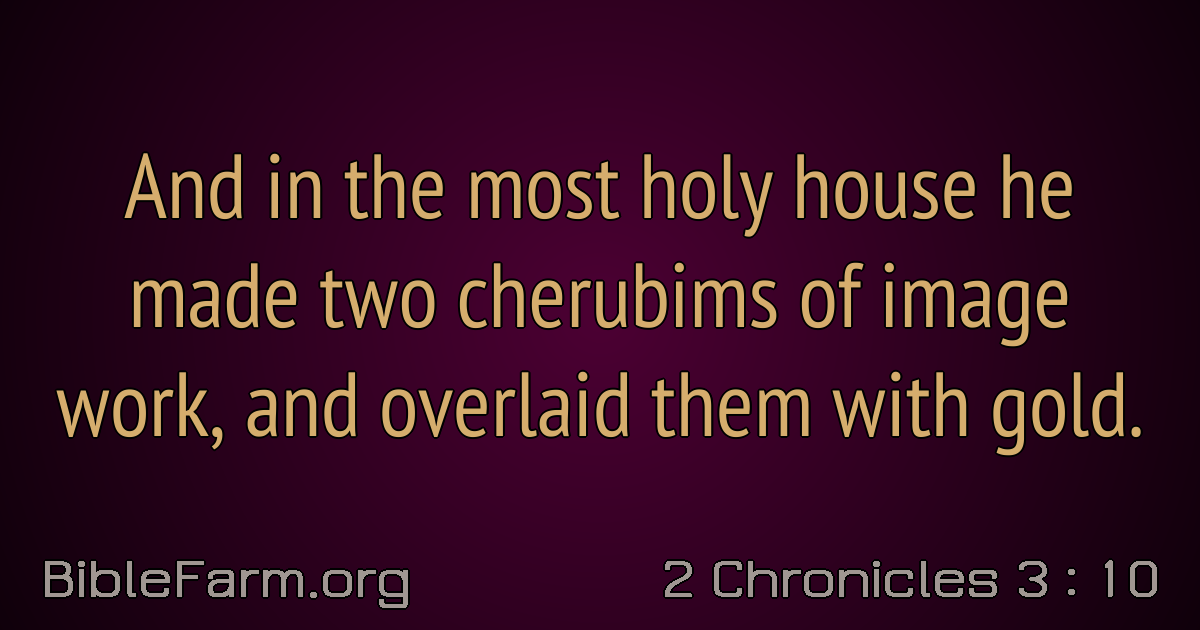 And in the most holy house he
made two cherubims of image
work, and overlaid them with gold.
BibleFarm.org
2 Chronicles 3 : 10